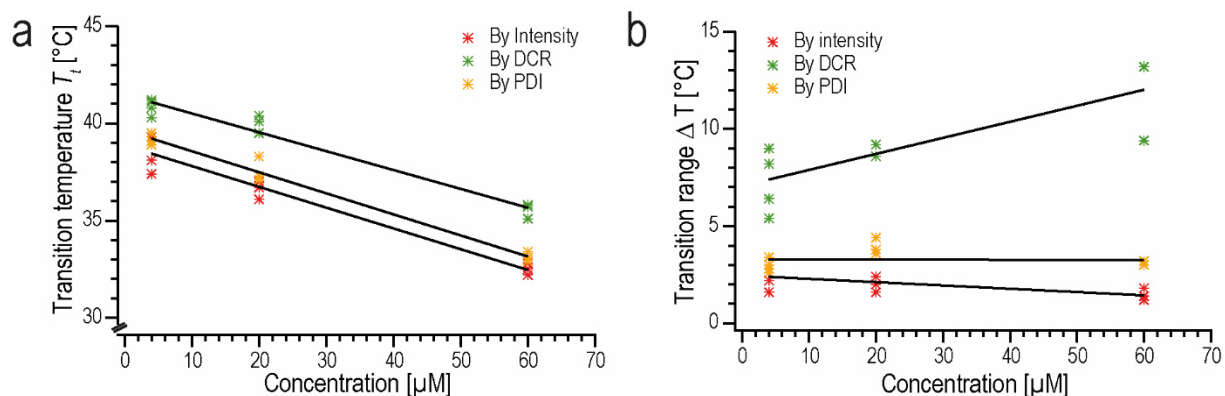 a
Transition temperature Tt [°C]
45
40
35
30
By Intensity
By DCR
By PDI
0 10 20 30 40 50 60 70
Concentration [µM]
b
Transition range Δ T [°C]
15
10
5
0
By intensity
By DCR
By PDI
0 10 20 30 40 50 60 70
Concentration [µM]